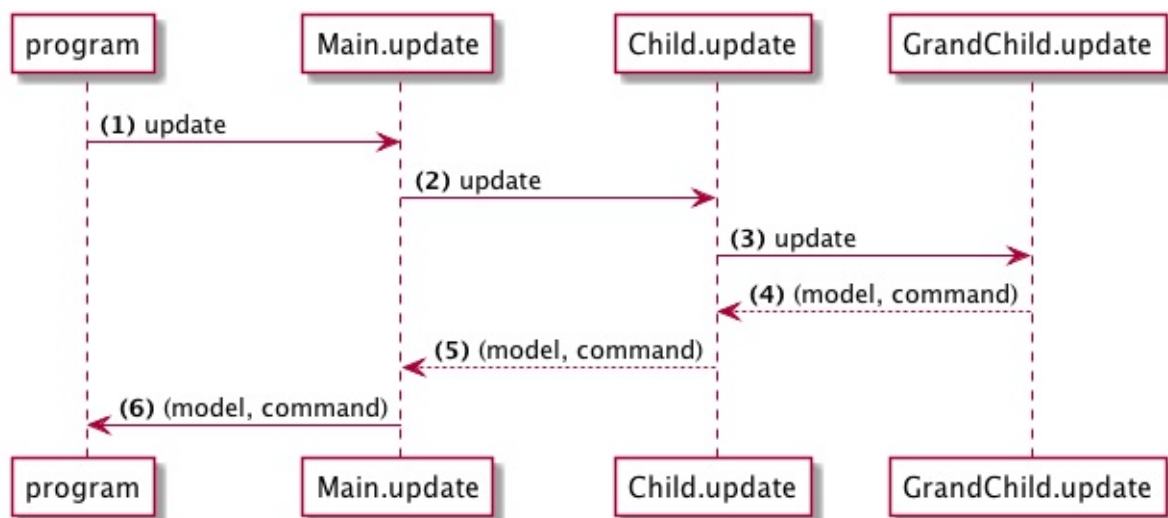 program
Main.update
Child.update
GrandChild.update
(1) update
(2) update
(3) update
(4) (model, command)
(5) (model, command)
(6) (model, command)
program
Main.update
Child.update
GrandChild.update